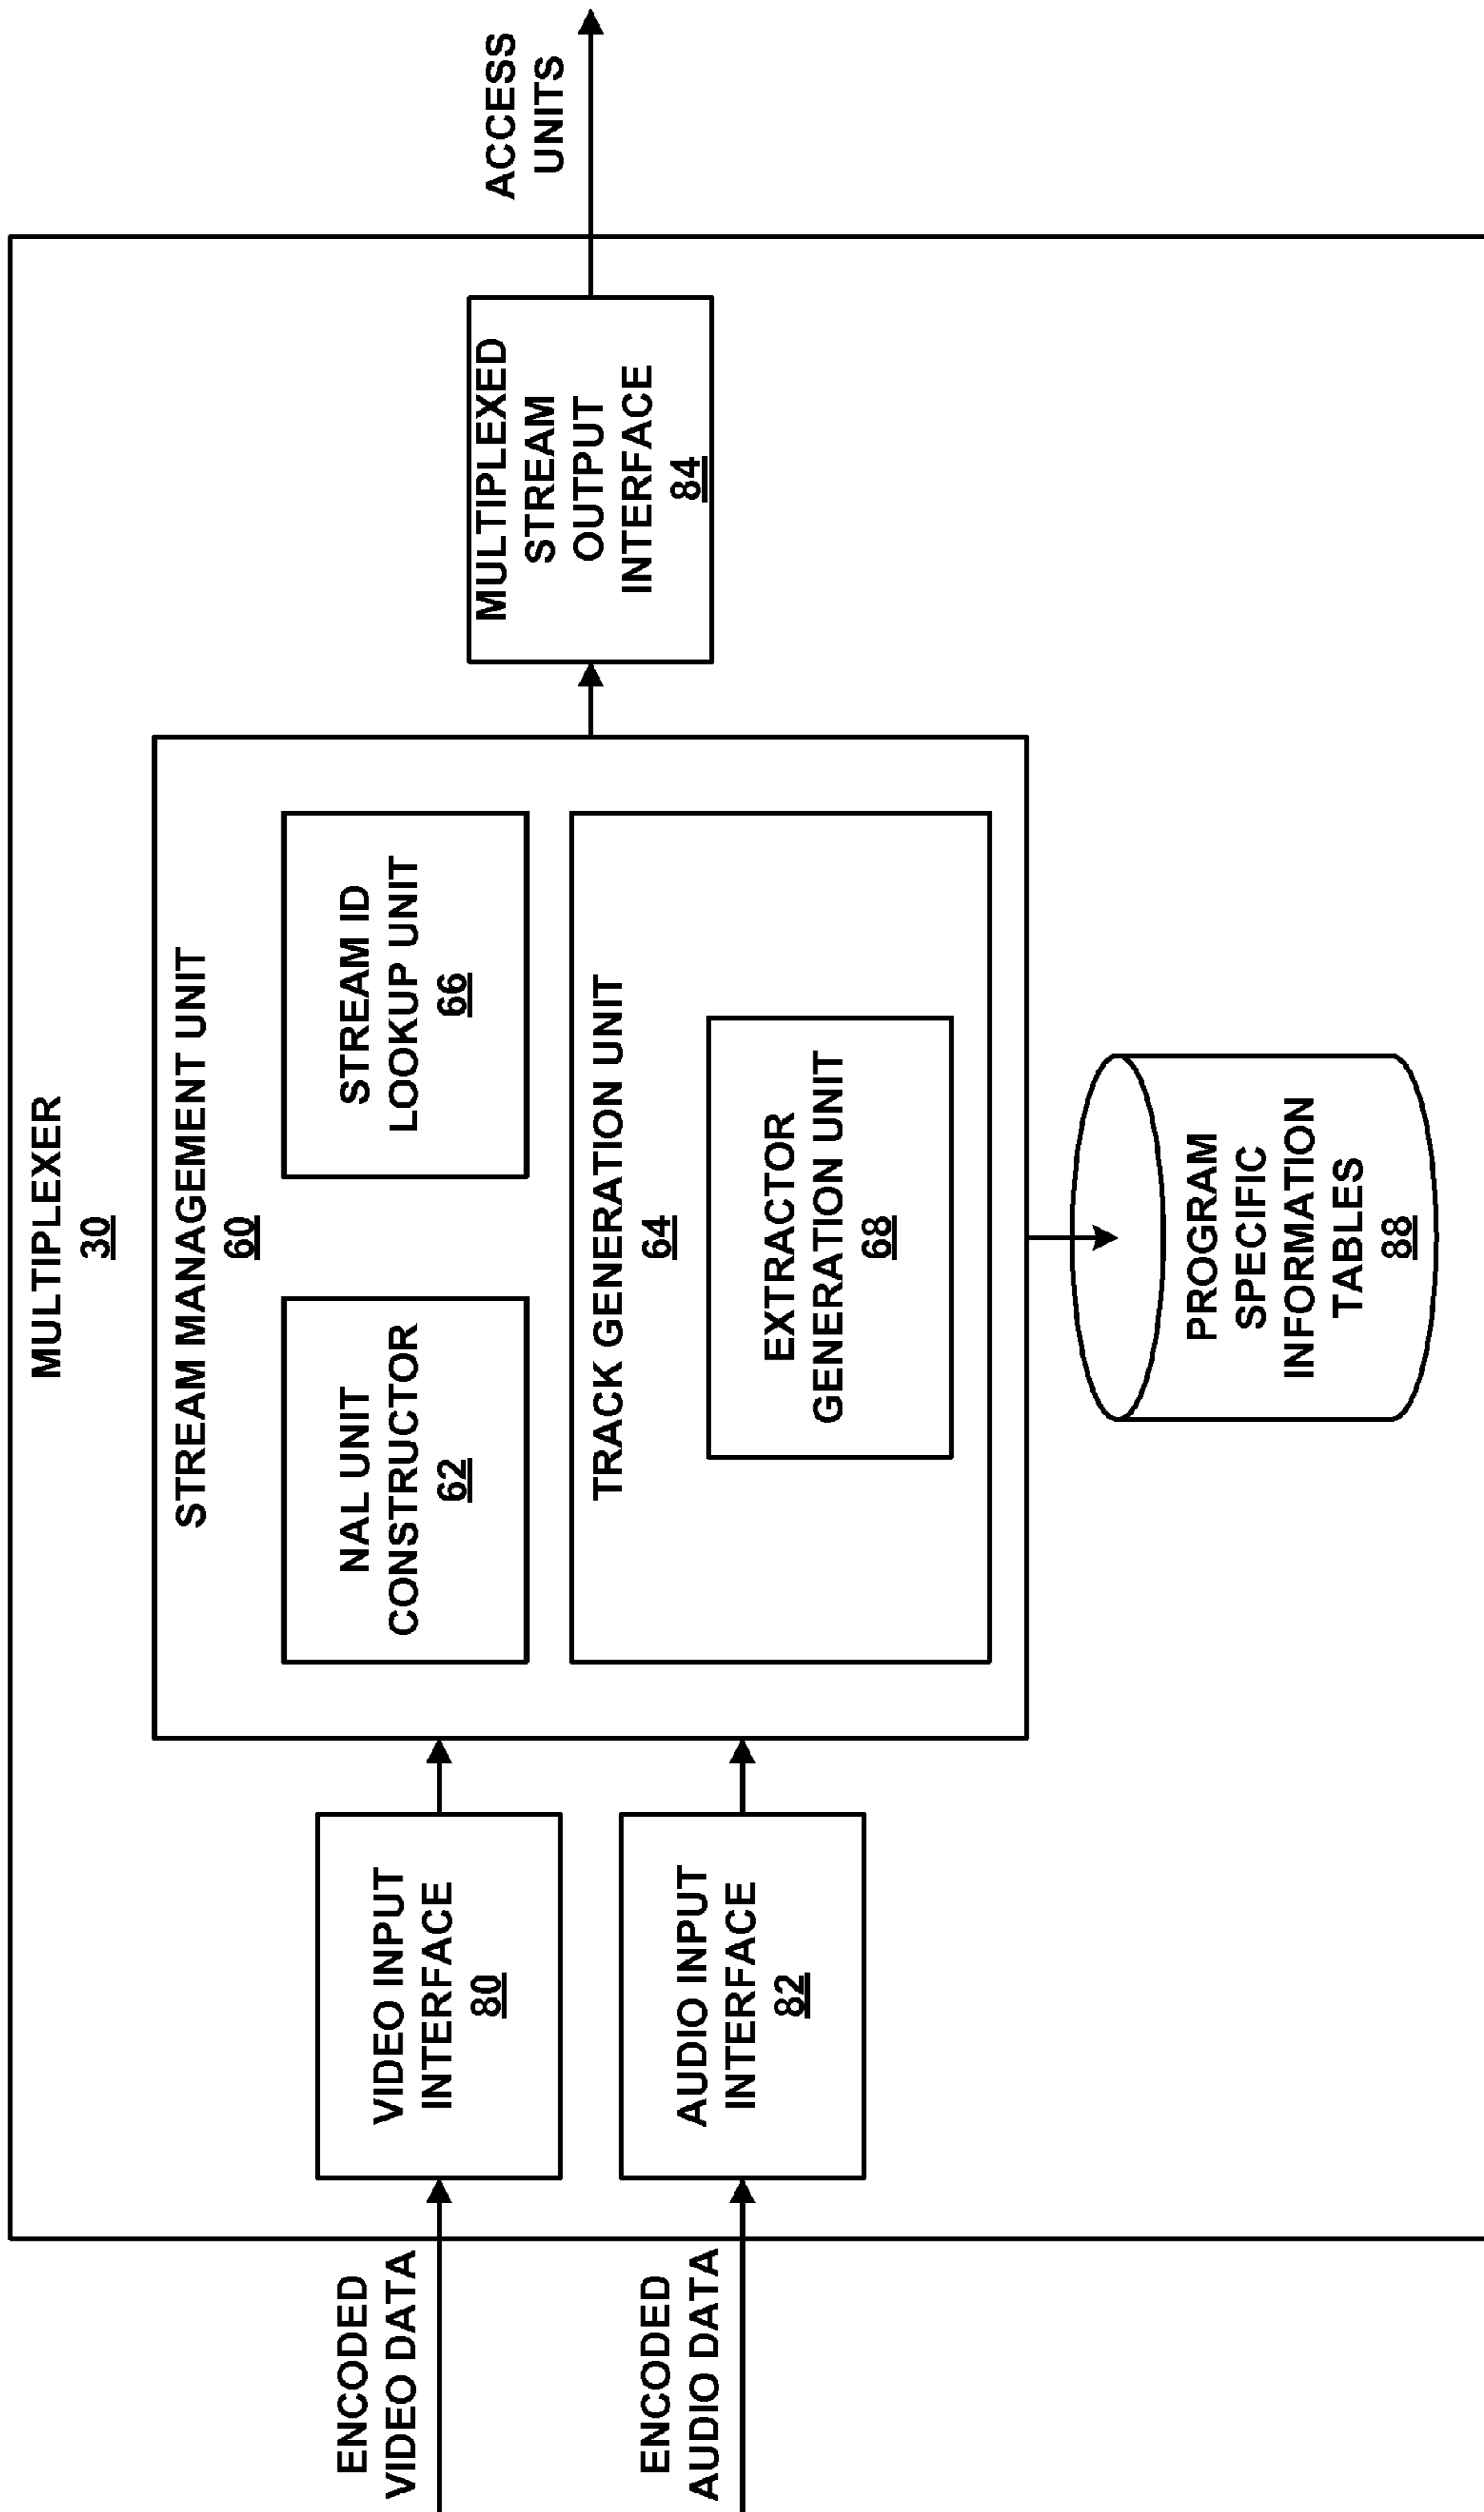 MULTIPLEXER
30
STREAM MANAGEMENT UNIT
60
ENCODED
VIDEO DATA
VIDEO INPUT
INTERFACE
80
NAL UNIT
CONSTRUCTOR
62
STREAM ID
LOOKUP UNIT
66
ACCESS
UNITS
MULTIPLEXED
STREAM
OUTPUT
INTERFACE
84
ENCODED
AUDIO DATA
AUDIO INPUT
INTERFACE
82
TRACK GENERATION UNIT
64
EXTRACTOR
GENERATION UNIT
68
PROGRAM
SPECIFIC
INFORMATION
TABLES
88